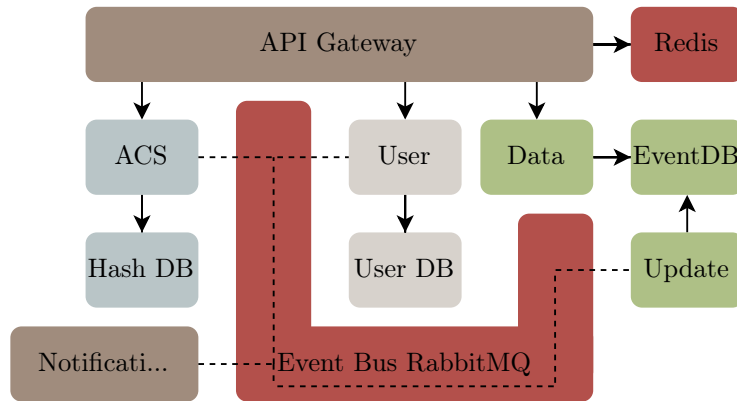 API Gateway
Redis
ACS
User
Data
EventDB
Hash DB
User DB
Update
Notificati...
Event Bus RabbitMQ